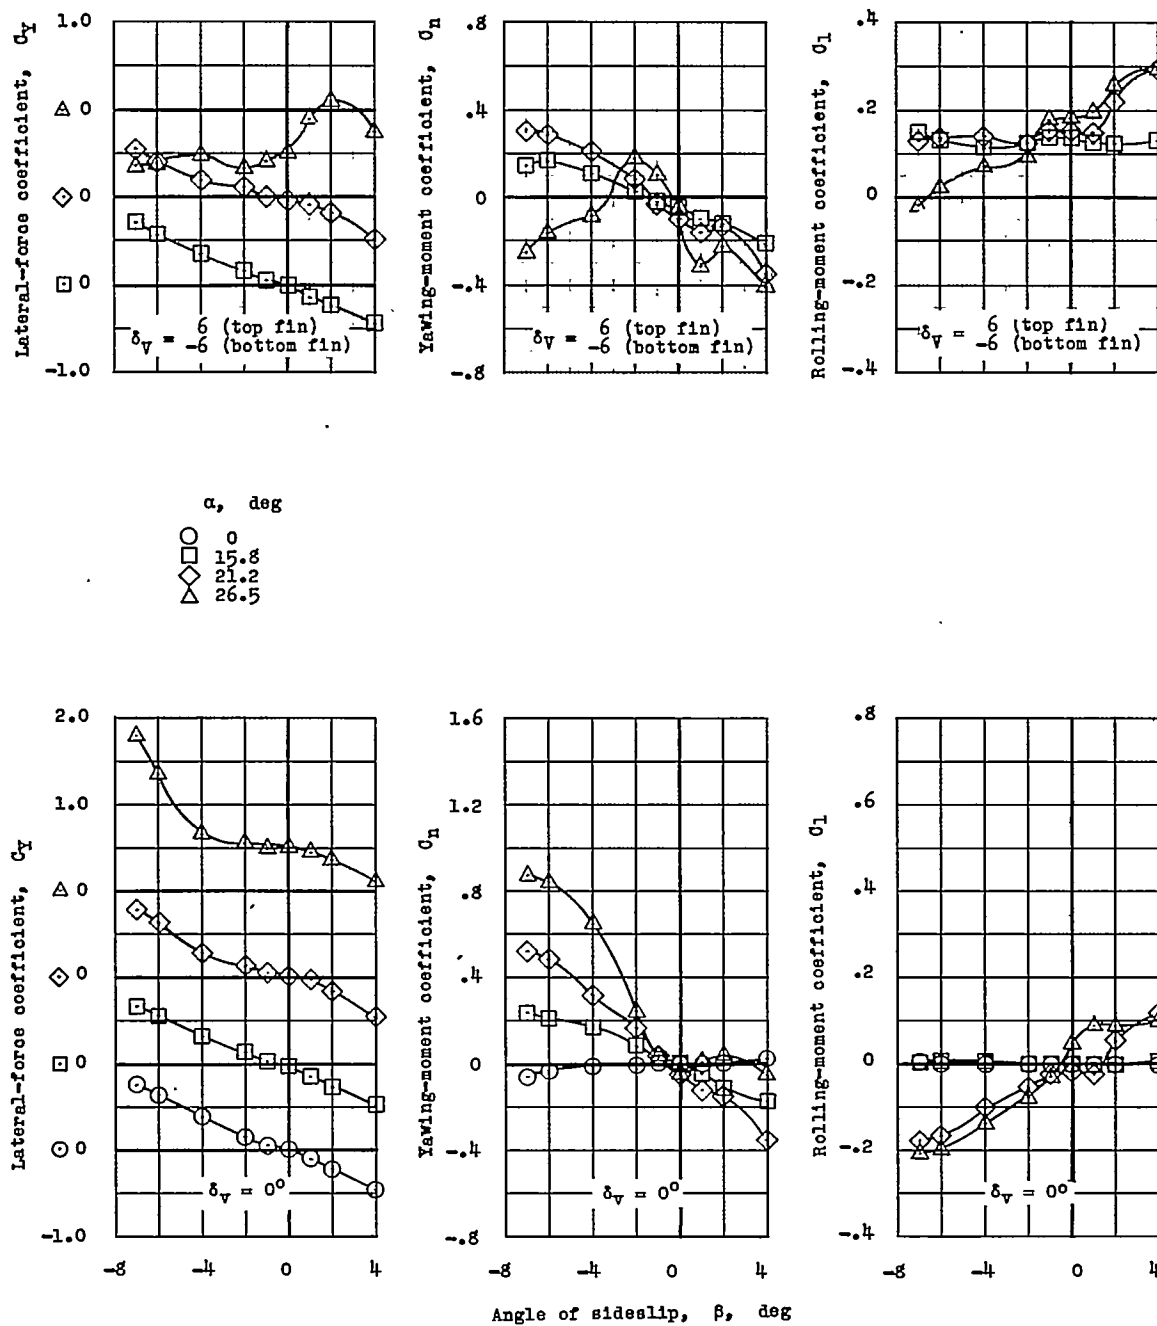 Lateral-force coefficient, C_Y
1.0
0
0
0
-1.0
δ_V = 6 (top fin)
-6 (bottom fin)
Yawing-moment coefficient, C_n
.8
.4
0
-.4
-.8
δ_V = 6 (top fin)
-6 (bottom fin)
Rolling-moment coefficient, C_l
.4
.2
0
-.2
-.4
δ_V = 6 (top fin)
-6 (bottom fin)
α, deg
0
15.8
21.2
26.5
Lateral-force coefficient, C_Y
2.0
1.0
0
0
0
0
-1.0
δ_V = 0°
-8 -4 0 4
Yawing-moment coefficient, C_n
1.6
1.2
.8
.4
0
-.4
-.8
δ_V = 0°
-8 -4 0 4
Rolling-moment coefficient, C_l
.8
.6
.4
.2
0
-.2
-.4
δ_V = 0°
-8 -4 0 4
Angle of sideslip, β, deg